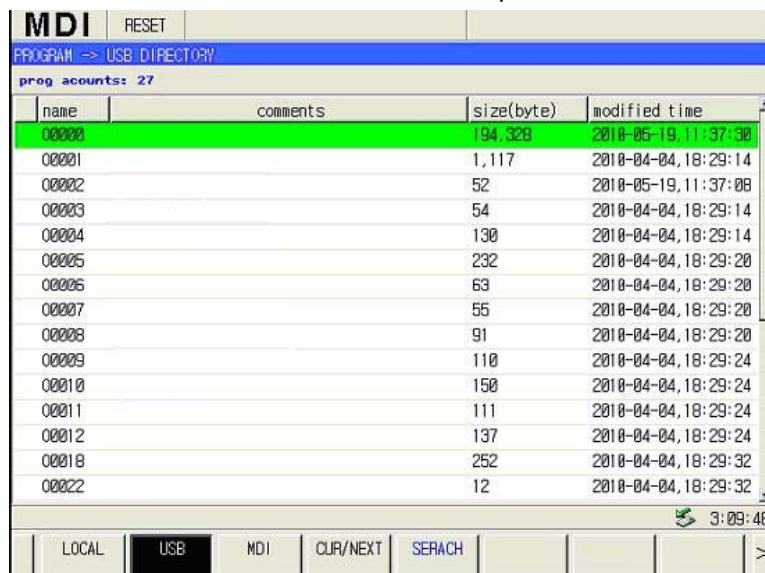 MDI RESET
PROGRAM -> USB DIRECTORY
prog acounts: 27
name comments size(byte) modified time
O0000 194,328 2010-05-19,11:37:30
O0001 1,117 2010-04-04,18:29:14
O0002 52 2010-05-19,11:37:08
O0003 54 2010-04-04,18:29:14
O0004 130 2010-04-04,18:29:14
O0005 232 2010-04-04,18:29:20
O0006 63 2010-04-04,18:29:20
O0007 55 2010-04-04,18:29:20
O0008 91 2010-04-04,18:29:20
O0009 110 2010-04-04,18:29:24
O0010 150 2010-04-04,18:29:24
O0011 111 2010-04-04,18:29:24
O0012 137 2010-04-04,18:29:24
O0018 252 2010-04-04,18:29:32
O0022 12 2010-04-04,18:29:32
3:09:48
LOCAL USB MDI CUR/NEXT SERACH >